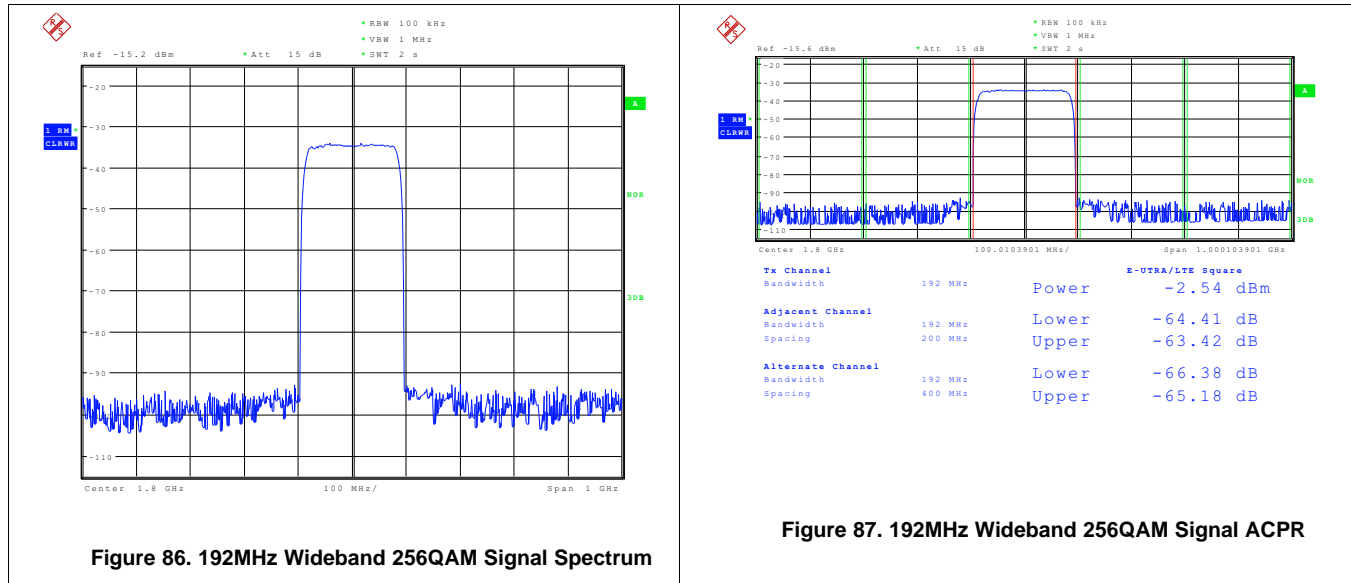 R S
* RBW 100 kHz
* VBW 1 MHz
Ref -15.2 dBm * Att 15 dB * SWT 2 s
-20
A
-30
1 RM *
CLRWR
-40
NOR
-50
-60
-70
3DB
-80
-90
-100
-110
Center 1.8 GHz 100 MHz/ Span 1 GHz
Figure 86. 192MHz Wideband 256QAM Signal Spectrum
R S
* RBW 100 kHz
* VBW 1 MHz
Ref -15.6 dBm * Att 15 dB * SWT 2 s
-20
-30
A
-40
-50
1 RM *
CLRWR
-60
-70
-80
NOR
-90
3DB
-110
Center 1.8 GHz 100.0103901 MHz/ Span 1.000103901 GHz
Tx Channel E-UTRA/LTE Square
Bandwidth 192 MHz Power -2.54 dBm
Adjacent Channel Lower -64.41 dB
Bandwidth 192 MHz
Spacing 200 MHz Upper -63.42 dB
Alternate Channel Lower -66.38 dB
Bandwidth 192 MHz
Spacing 400 MHz Upper -65.18 dB
Figure 87. 192MHz Wideband 256QAM Signal ACPR